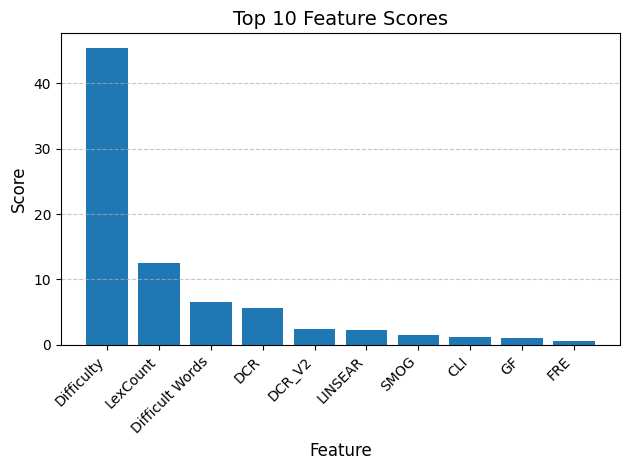 Top 10 Feature Scores
Score
40
30
20
10
0
Difficulty
LexCount
Difficult Words
DCR
DCR_V2
LINSEAR
SMOG
CLI
GF
FRE
Feature